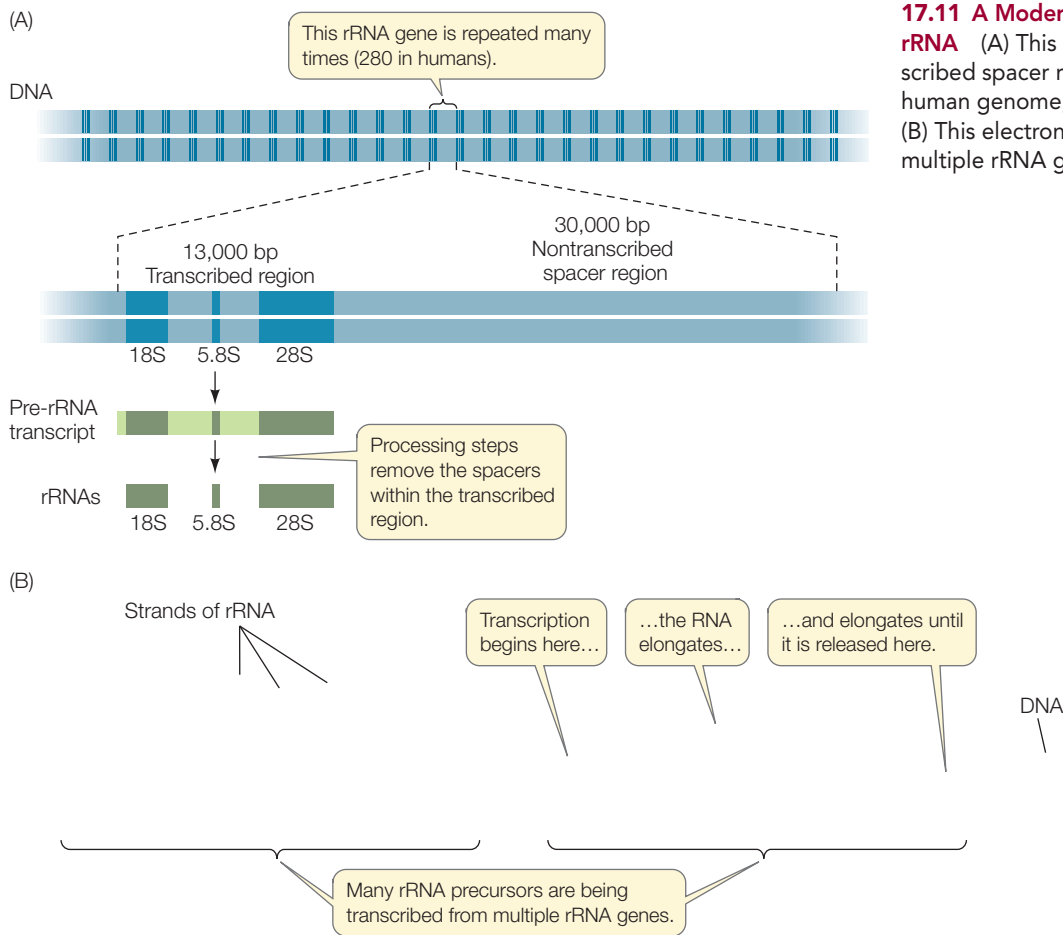 (A)
This rRNA gene is repeated many
times (280 in humans).
DNA
13,000 bp
Transcribed region
30,000 bp
Nontranscribed
spacer region
18S 5.8S 28S
Pre-rRNA
transcript
Processing steps
remove the spacers
within the transcribed
region.
rRNAs
18S 5.8S 28S
17.11 A Moder
rRNA (A) This
scribed spacer r
human genome
(B) This electron
multiple rRNA g
(B)
Strands of rRNA
Transcription
begins here…
…the RNA
elongates…
…and elongates until
it is released here.
DNA
Many rRNA precursors are being
transcribed from multiple rRNA genes.